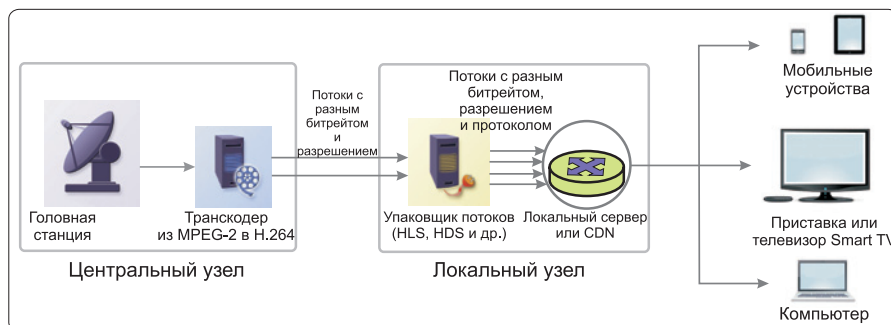 Головная
станция
Транскодер
из MPEG-2 в H.264
Центральный узел
Потоки с
разным
битрейтом
и
разрешением
Потоки с разным
битрейтом,
разрешением
и протоколом
Упаковщик потоков
(HLS, HDS и др.)
Локальный сервер
или CDN
Локальный узел
Мобильные
устройства
Приставка или
телевизор Smart TV
Компьютер